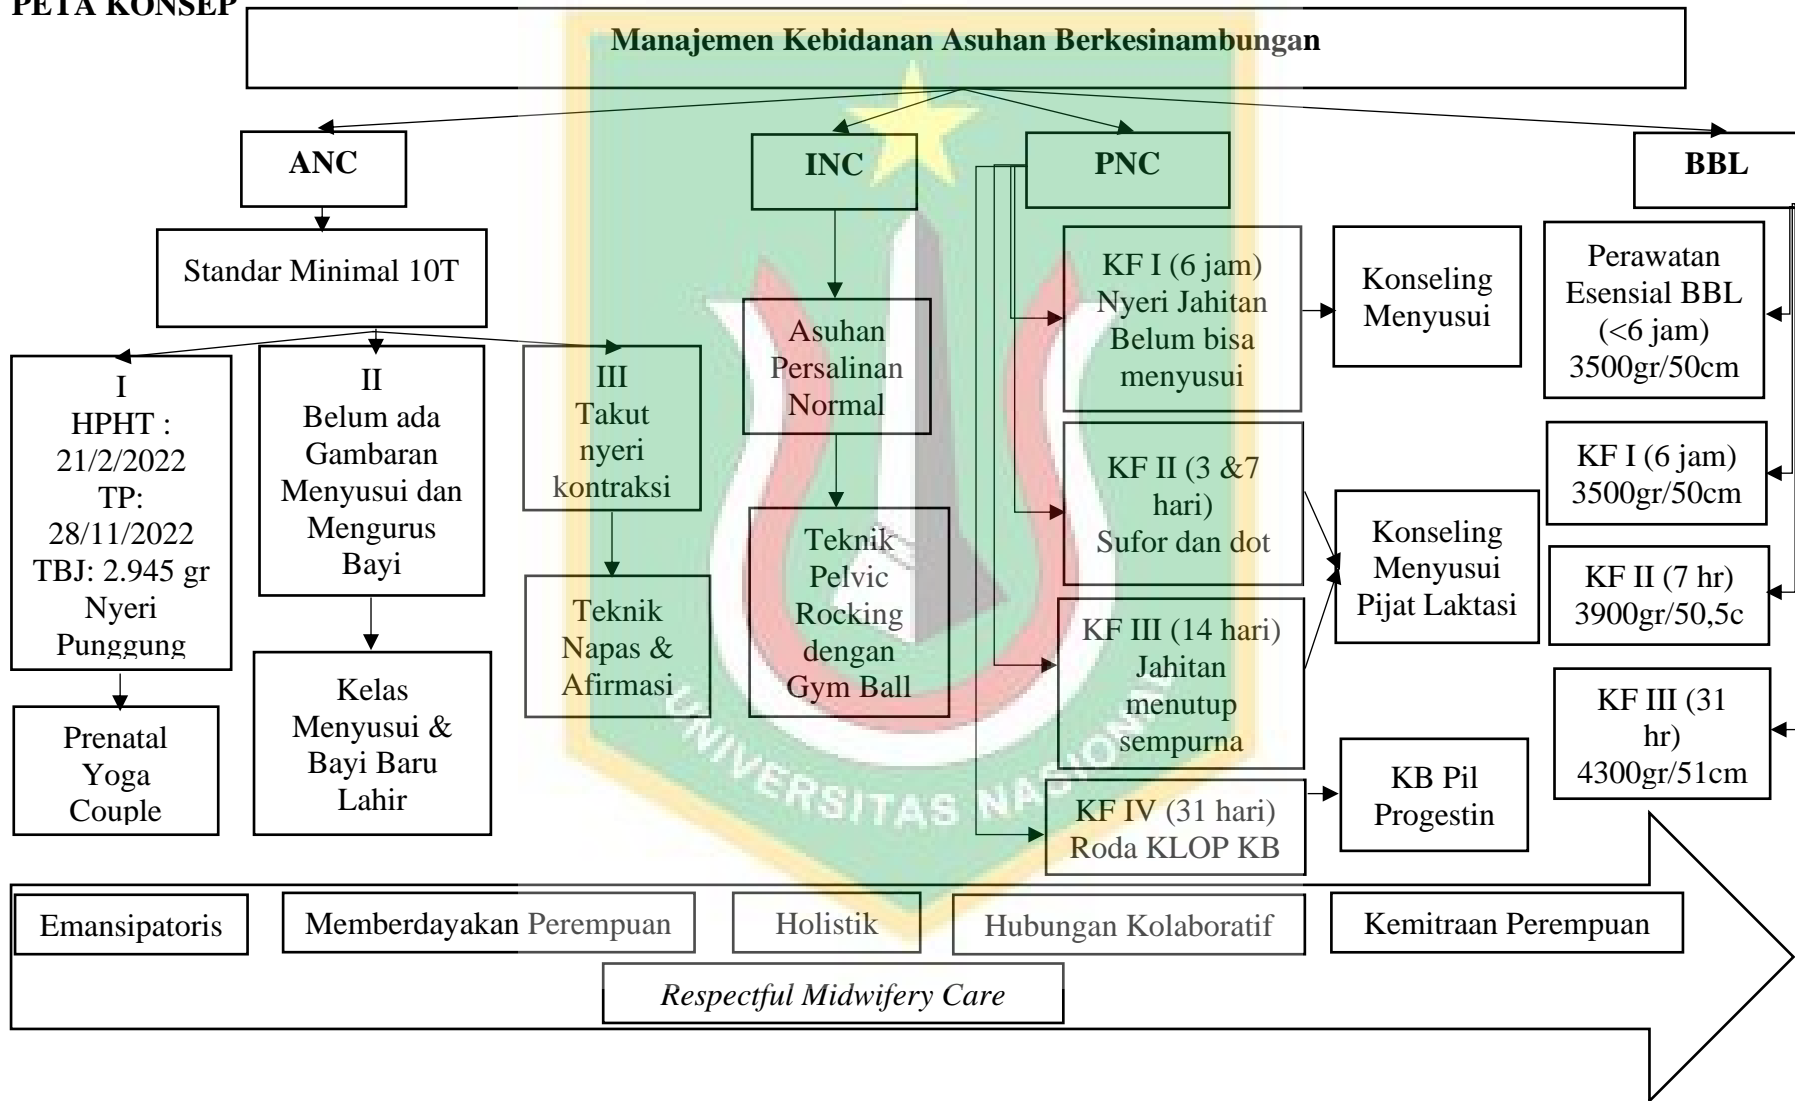 PETA KONSEP
Manajemen Kebidanan Asuhan Berkesinambungan
ANC
INC
PNC
BBL
Standar Minimal 10T
I
HPHT :
21/2/2022
TP:
28/11/2022
TBJ: 2.945 gr
Nyeri
Punggung
Prenatal
Yoga
Couple
II
Belum ada
Gambaran
Menyusui dan
Mengurus
Bayi
Kelas
Menyusui &
Bayi Baru
Lahir
III
Takut
nyeri
kontraksi
Teknik
Napas &
Afirmasi
Asuhan
Persalinan
Normal
Teknik
Pelvic
Rocking
dengan
Gym Ball
KF I (6 jam)
Nyeri Jahitan
Belum bisa
menyusui
Konseling
Menyusui
KF II (3 &7
hari)
Sufor dan dot
KF III (14 hari)
Jahitan
menutup
sempurna
Konseling
Menyusui
Pijat Laktasi
KF IV (31 hari)
Roda KLOP KB
KB Pil
Progestin
Perawatan
Esensial BBL
(<6 jam)
3500gr/50cm
KF I (6 jam)
3500gr/50cm
KF II (7 hr)
3900gr/50,5c
KF III (31
hr)
4300gr/51cm
UNIVERSITAS NASIONAL
Emansipatoris
Memberdayakan Perempuan
Holistik
Hubungan Kolaboratif
Kemitraan Perempuan
Respectful Midwifery Care